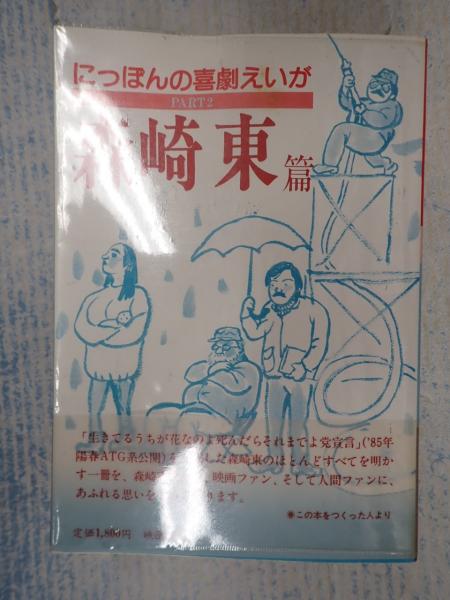 にっぽんの喜劇えいが
PART2
森崎東篇
「生きてるうちが花なのよ死んだらそれまでよ党宣言」('85年
陽春ATG系公開)を した森崎東のほとんどすべてを明か
す一冊を、森崎 、映画ファン、そして人間ファンに、
あふれる思いを ります。
この本をつくった人より
定価1,800円 映